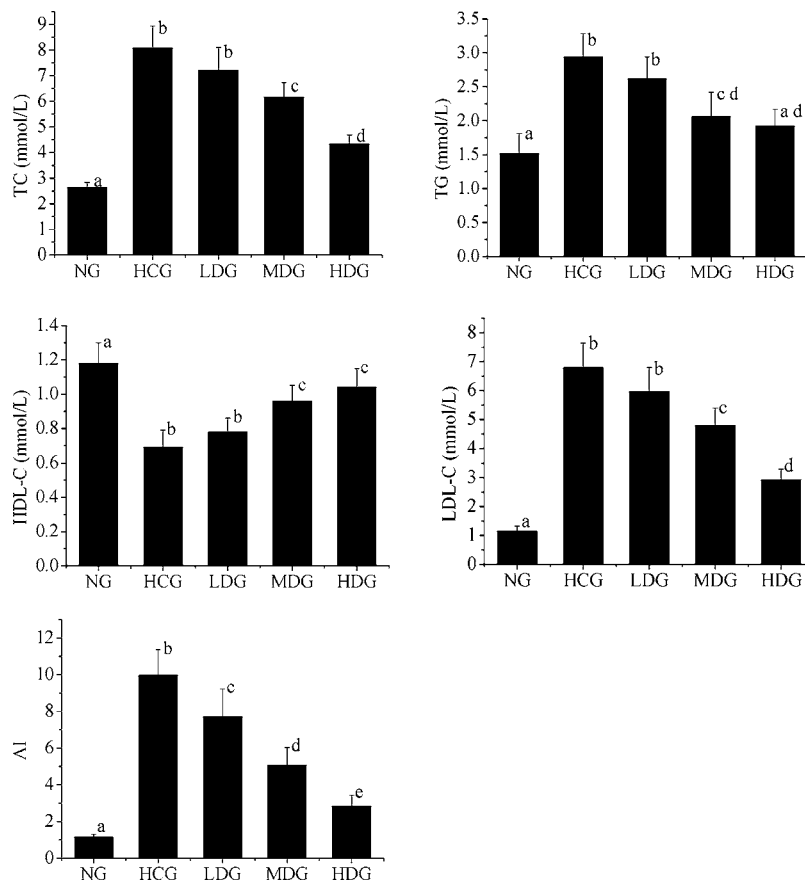 TC (mmol/L)
9
8
7
6
5
4
3
2
1
0
a
b
b
c
d
NG HCG LDG MDG HDG
TG (mmol/L)
3.5
3.0
2.5
2.0
1.5
1.0
0.5
0.0
a
b
b
c d
a d
NG HCG LDG MDG HDG
HDL-C (mmol/L)
1.4
1.2
1.0
0.8
0.6
0.4
0.2
0.0
a
b
b
c
c
NG HCG LDG MDG HDG
LDL-C (mmol/L)
8
7
6
5
4
3
2
1
0
a
b
b
c
d
NG HCG LDG MDG HDG
AI
12
10
8
6
4
2
0
a
b
c
d
e
NG HCG LDG MDG HDG